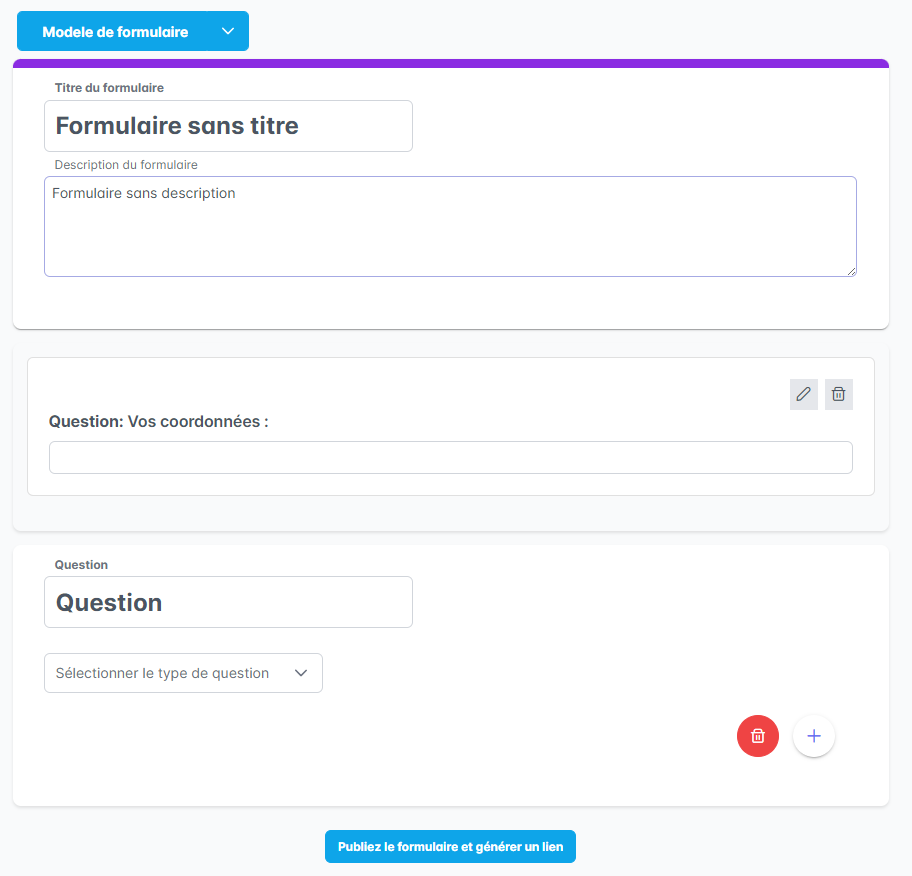 Modele de formulaire
Titre du formulaire
Formulaire sans titre
Description du formulaire
Formulaire sans description
Question: Vos coordonnées :
Question
Question
Sélectionner le type de question
Publiez le formulaire et générer un lien